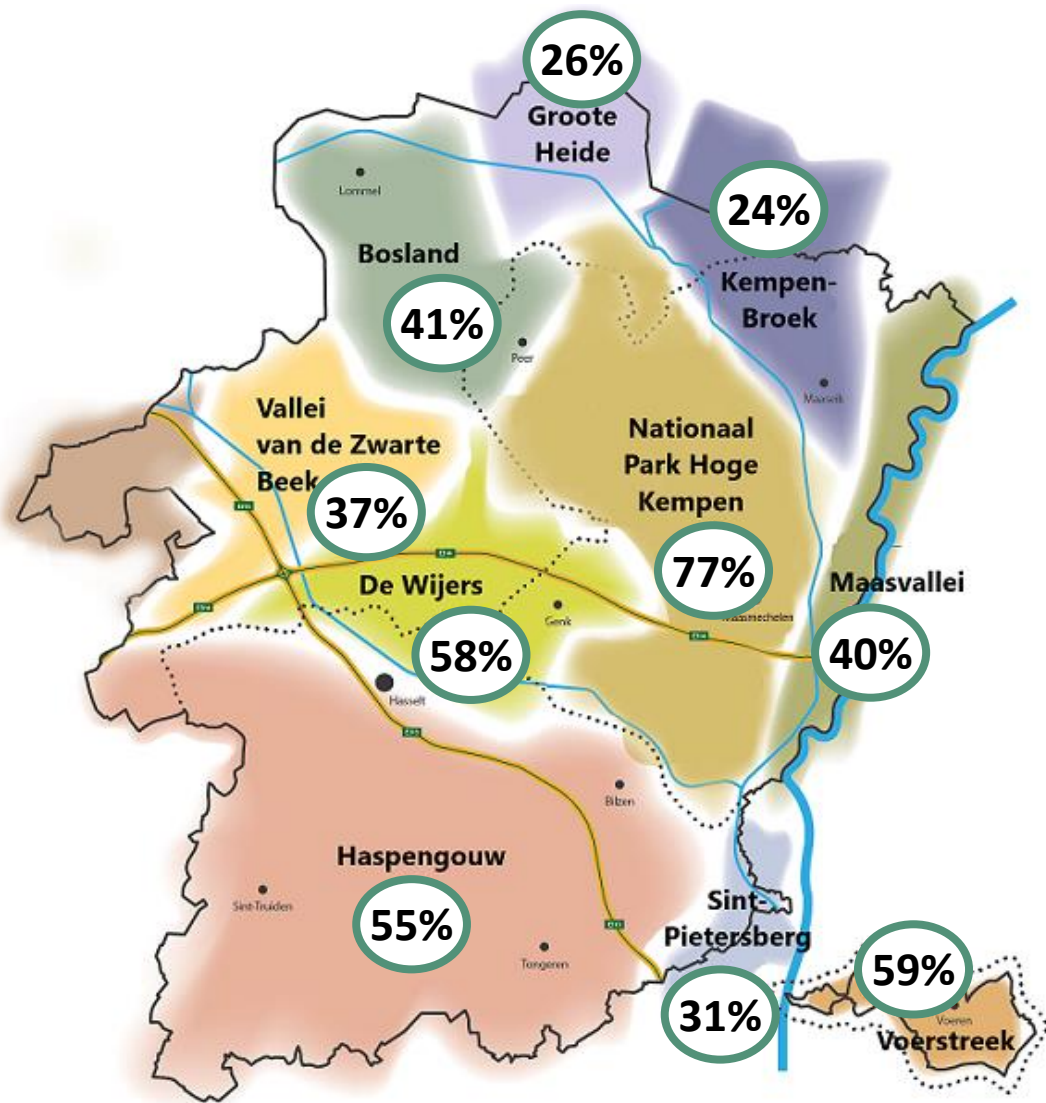 26%
Groote
Heide
Lommel
24%
Bosland
Kempen-
Broek
41%
Peer
Maaseik
Vallei
van de Zwarte
Beek
Nationaal
Park Hoge
Kempen
37%
77%
De Wijers
Maasvallei
Genk
58%
40%
Hasselt
Bilzen
Haspengouw
Sint-Truiden
55%
Sint-
Pietersberg
Tongeren
59%
31%
Voeren
Voerstreek